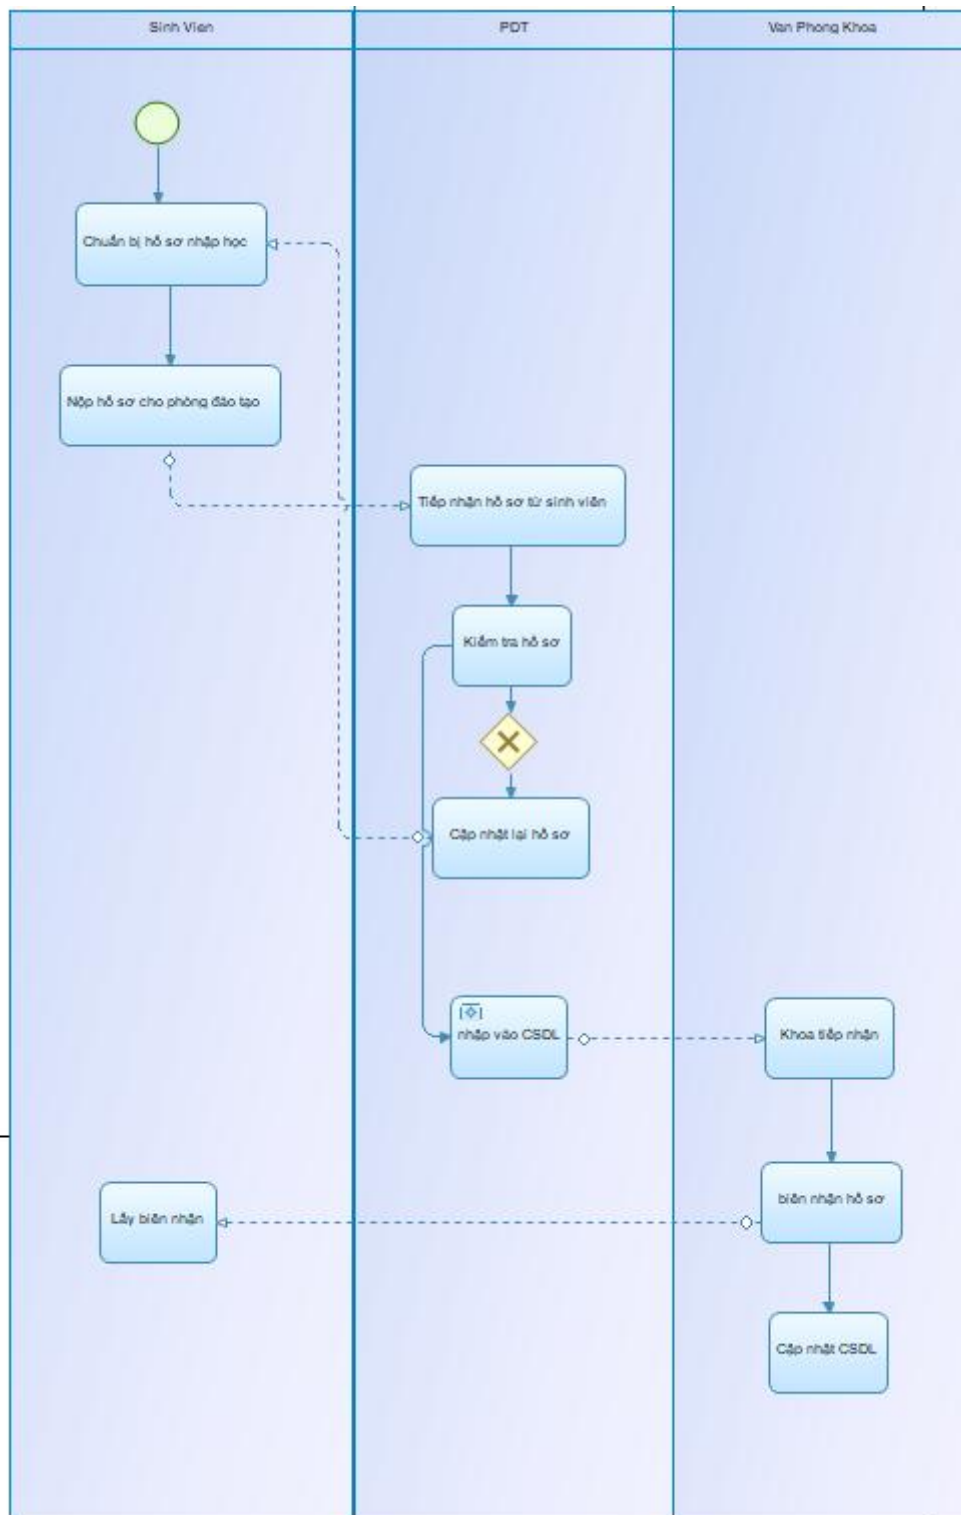 Sinh Vien
PDT
Van Phong Khoa
Chuẩn bị hồ sơ nhập học
Nộp hồ sơ cho phòng đào tạo
Tiếp nhận hồ sơ từ sinh viên
Kiểm tra hồ sơ
Cập nhật lại hồ sơ
nhập vào CSDL
Khoa tiếp nhận
Lấy biên nhận
biên nhận hồ sơ
Cập nhật CSDL